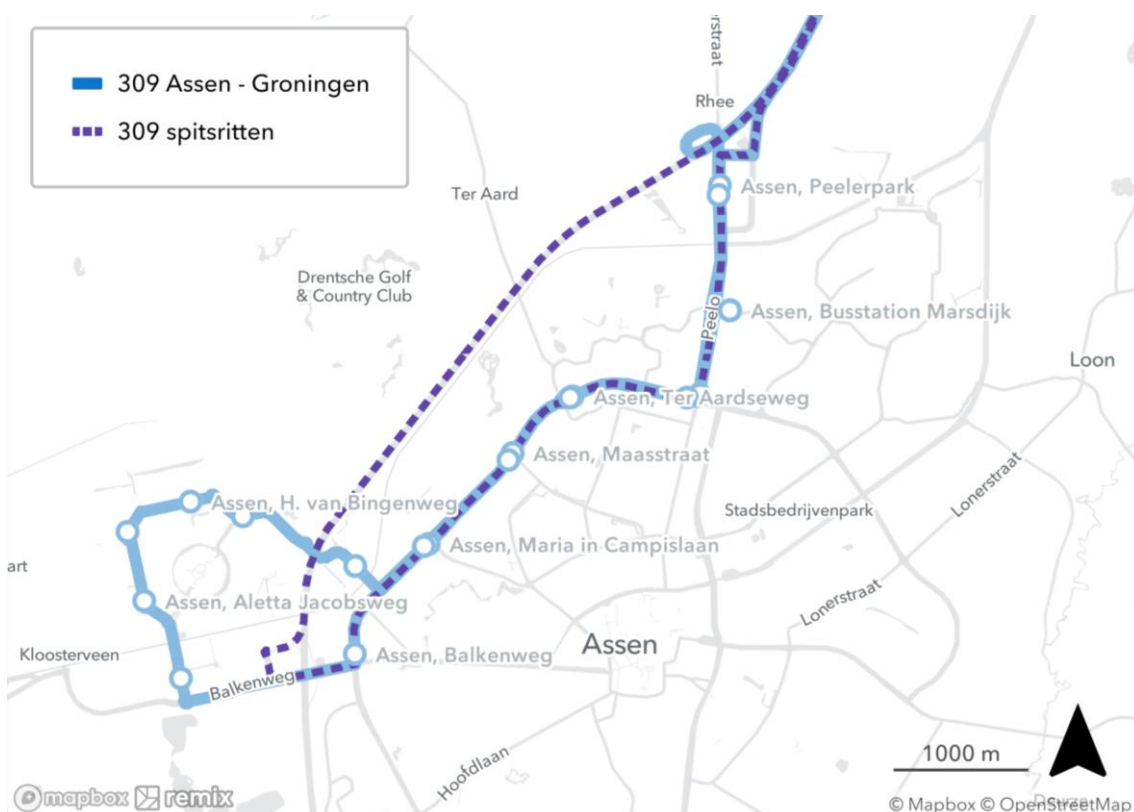 309 Assen - Groningen
309 spitsritten
erstraat
Rhee
Ter Aard
Assen, Peelerpark
Drentsche Golf
& Country Club
Assen, Busstation Marsdijk
Peelo
Loon
Assen, Ter Aardseweg
Assen, Maasstraat
Lonerstraat
Assen, H. van Bingenweg
Stadsbedrijvenpark
Assen, Maria in Campislaan
art
Assen, Aletta Jacobsweg
Lonerstraat
Kloosterveen
Assen, Balkenweg
Assen
Balkenweg
Hoofdlaan
1000 m
mapbox remix
© Mapbox © OpenStreetMap